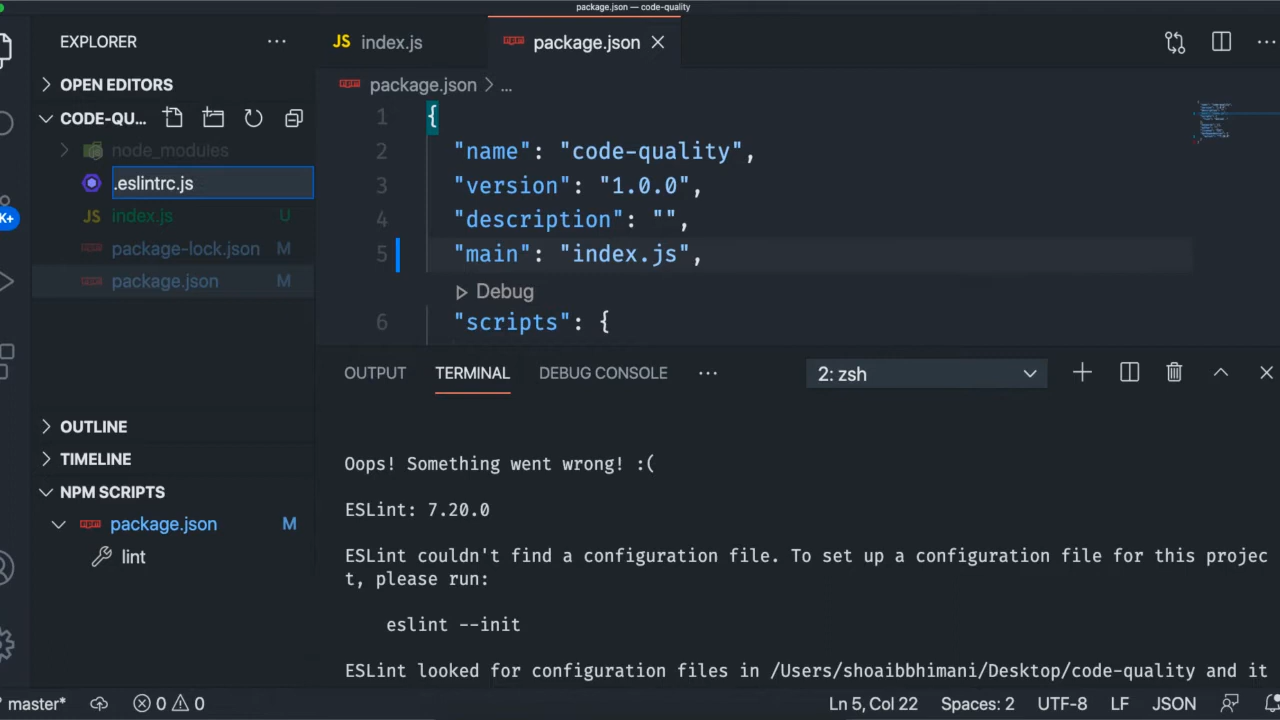 package.json — code-quality
EXPLORER
OPEN EDITORS
CODE-QU...
node_modules
.eslintrc.js
JS index.js U
package-lock.json M
package.json M
OUTLINE
TIMELINE
NPM SCRIPTS
package.json M
lint
K+
JS index.js
package.json
package.json > ...
1 {
2 "name": "code-quality",
3 "version": "1.0.0",
4 "description": "",
5 "main": "index.js",
Debug
6 "scripts": {
OUTPUT TERMINAL DEBUG CONSOLE ... 2: zsh
Oops! Something went wrong! :(
ESLint: 7.20.0
ESLint couldn't find a configuration file. To set up a configuration file for this projec
t, please run:
eslint --init
ESLint looked for configuration files in /Users/shoaibbhimani/Desktop/code-quality and it
master* 0 0 Ln 5, Col 22 Spaces: 2 UTF-8 LF JSON